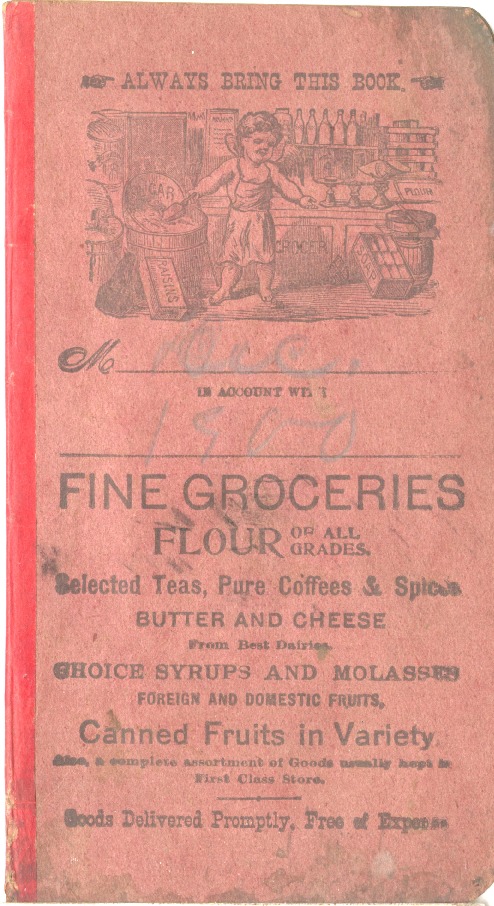 ALWAYS BRING THIS BOOK.
FLOUR
GROCER
RAISINS
M
IN ACCOUNT WITH
FINE GROCERIES
FLOUR OF ALL GRADES.
Selected Teas, Pure Coffees & Spices
BUTTER AND CHEESE
From Best Dairies.
CHOICE SYRUPS AND MOLASSES
FOREIGN AND DOMESTIC FRUITS,
Canned Fruits in Variety.
Also, a complete assortment of Goods usually kept in
First Class Store.
Goods Delivered Promptly, Free of Expense